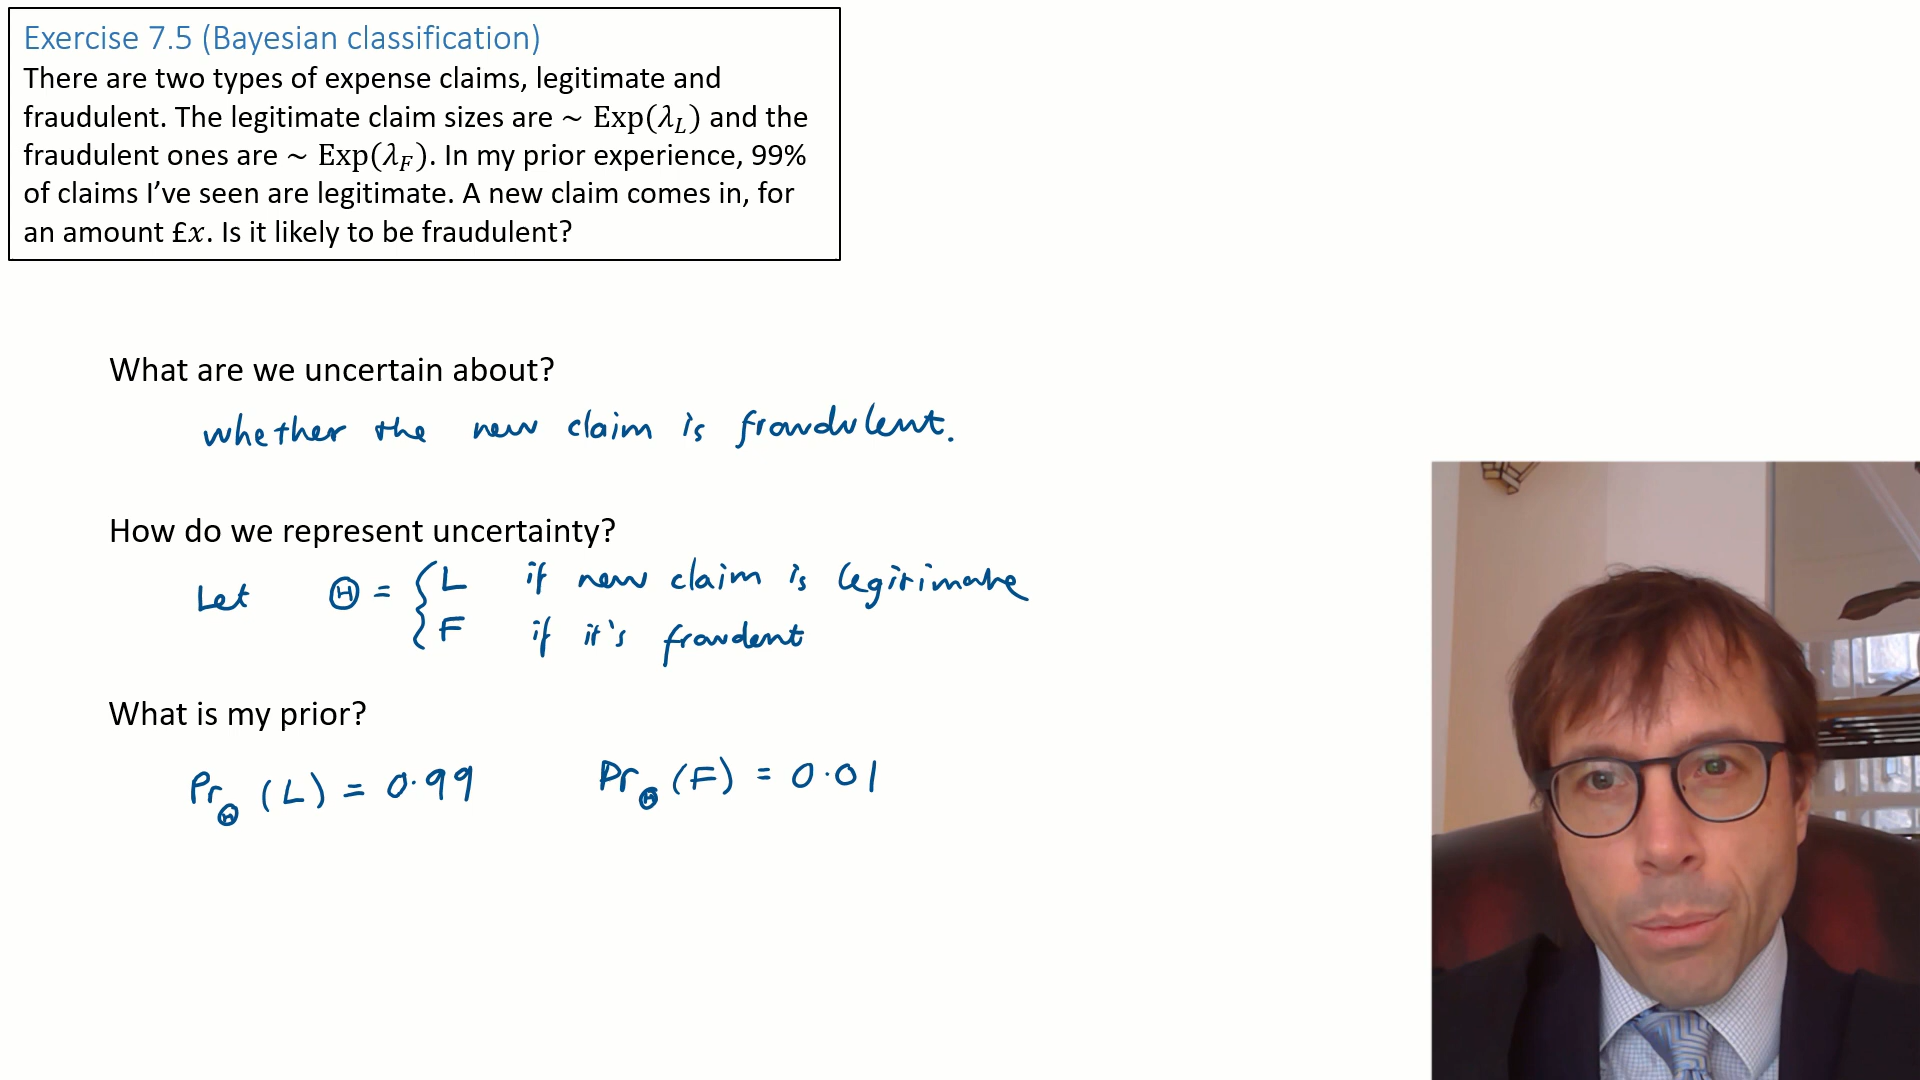 Exercise 7.5 (Bayesian classification)
There are two types of expense claims, legitimate and
fraudulent. The legitimate claim sizes are ~ Exp(λ_L) and the
fraudulent ones are ~ Exp(λ_F). In my prior experience, 99%
of claims I've seen are legitimate. A new claim comes in, for
an amount £x. Is it likely to be fraudulent?
What are we uncertain about?
whether the new claim is fraudulent.
How do we represent uncertainty?
Let Θ = { L if new claim is legitimate
F if it's fraudent
What is my prior?
Pr_Θ (L) = 0.99 Pr_Θ (F) = 0.01